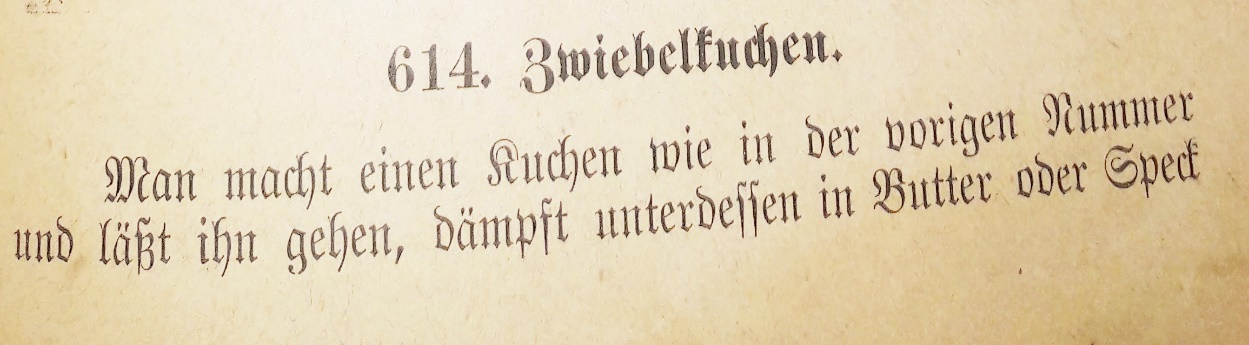 614. Zwiebelkuchen.
Man macht einen Kuchen wie in der vorigen Nummer
und läßt ihn gehen, dämpft unterdessen in Butter oder Speck